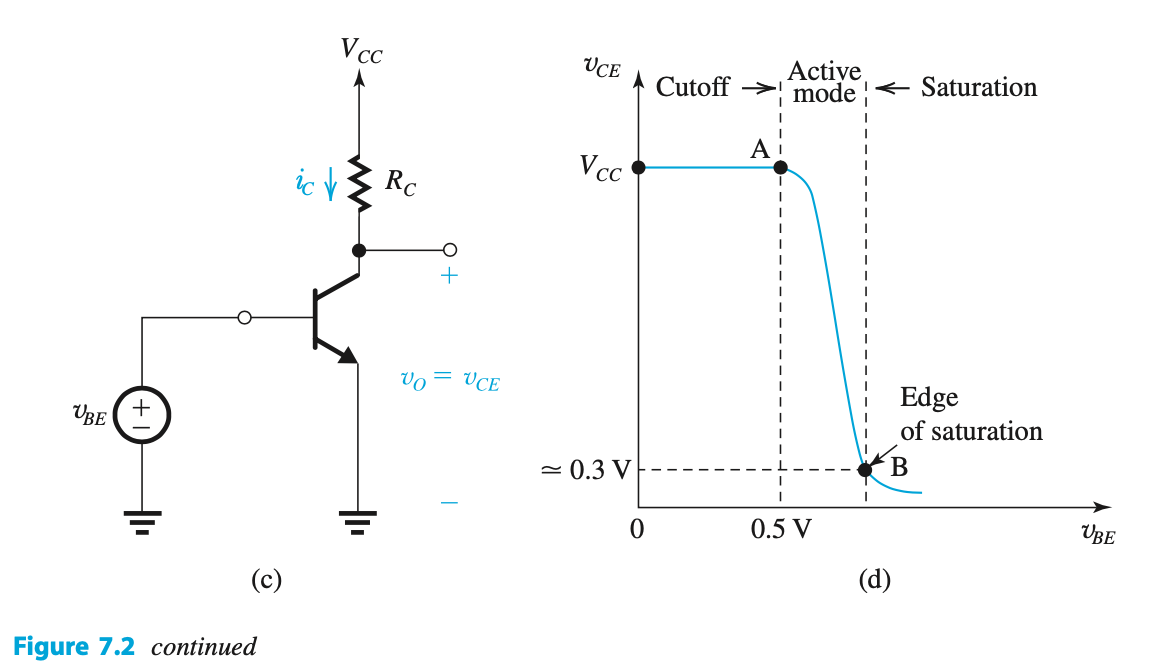 V_CC
i_C
R_C
+
v_O = v_CE
−
v_BE
+
−
(c)
v_CE
Cutoff
Active
mode
Saturation
V_CC
A
Edge
of saturation
≃ 0.3 V
B
0
0.5 V
v_BE
(d)
Figure 7.2 continued